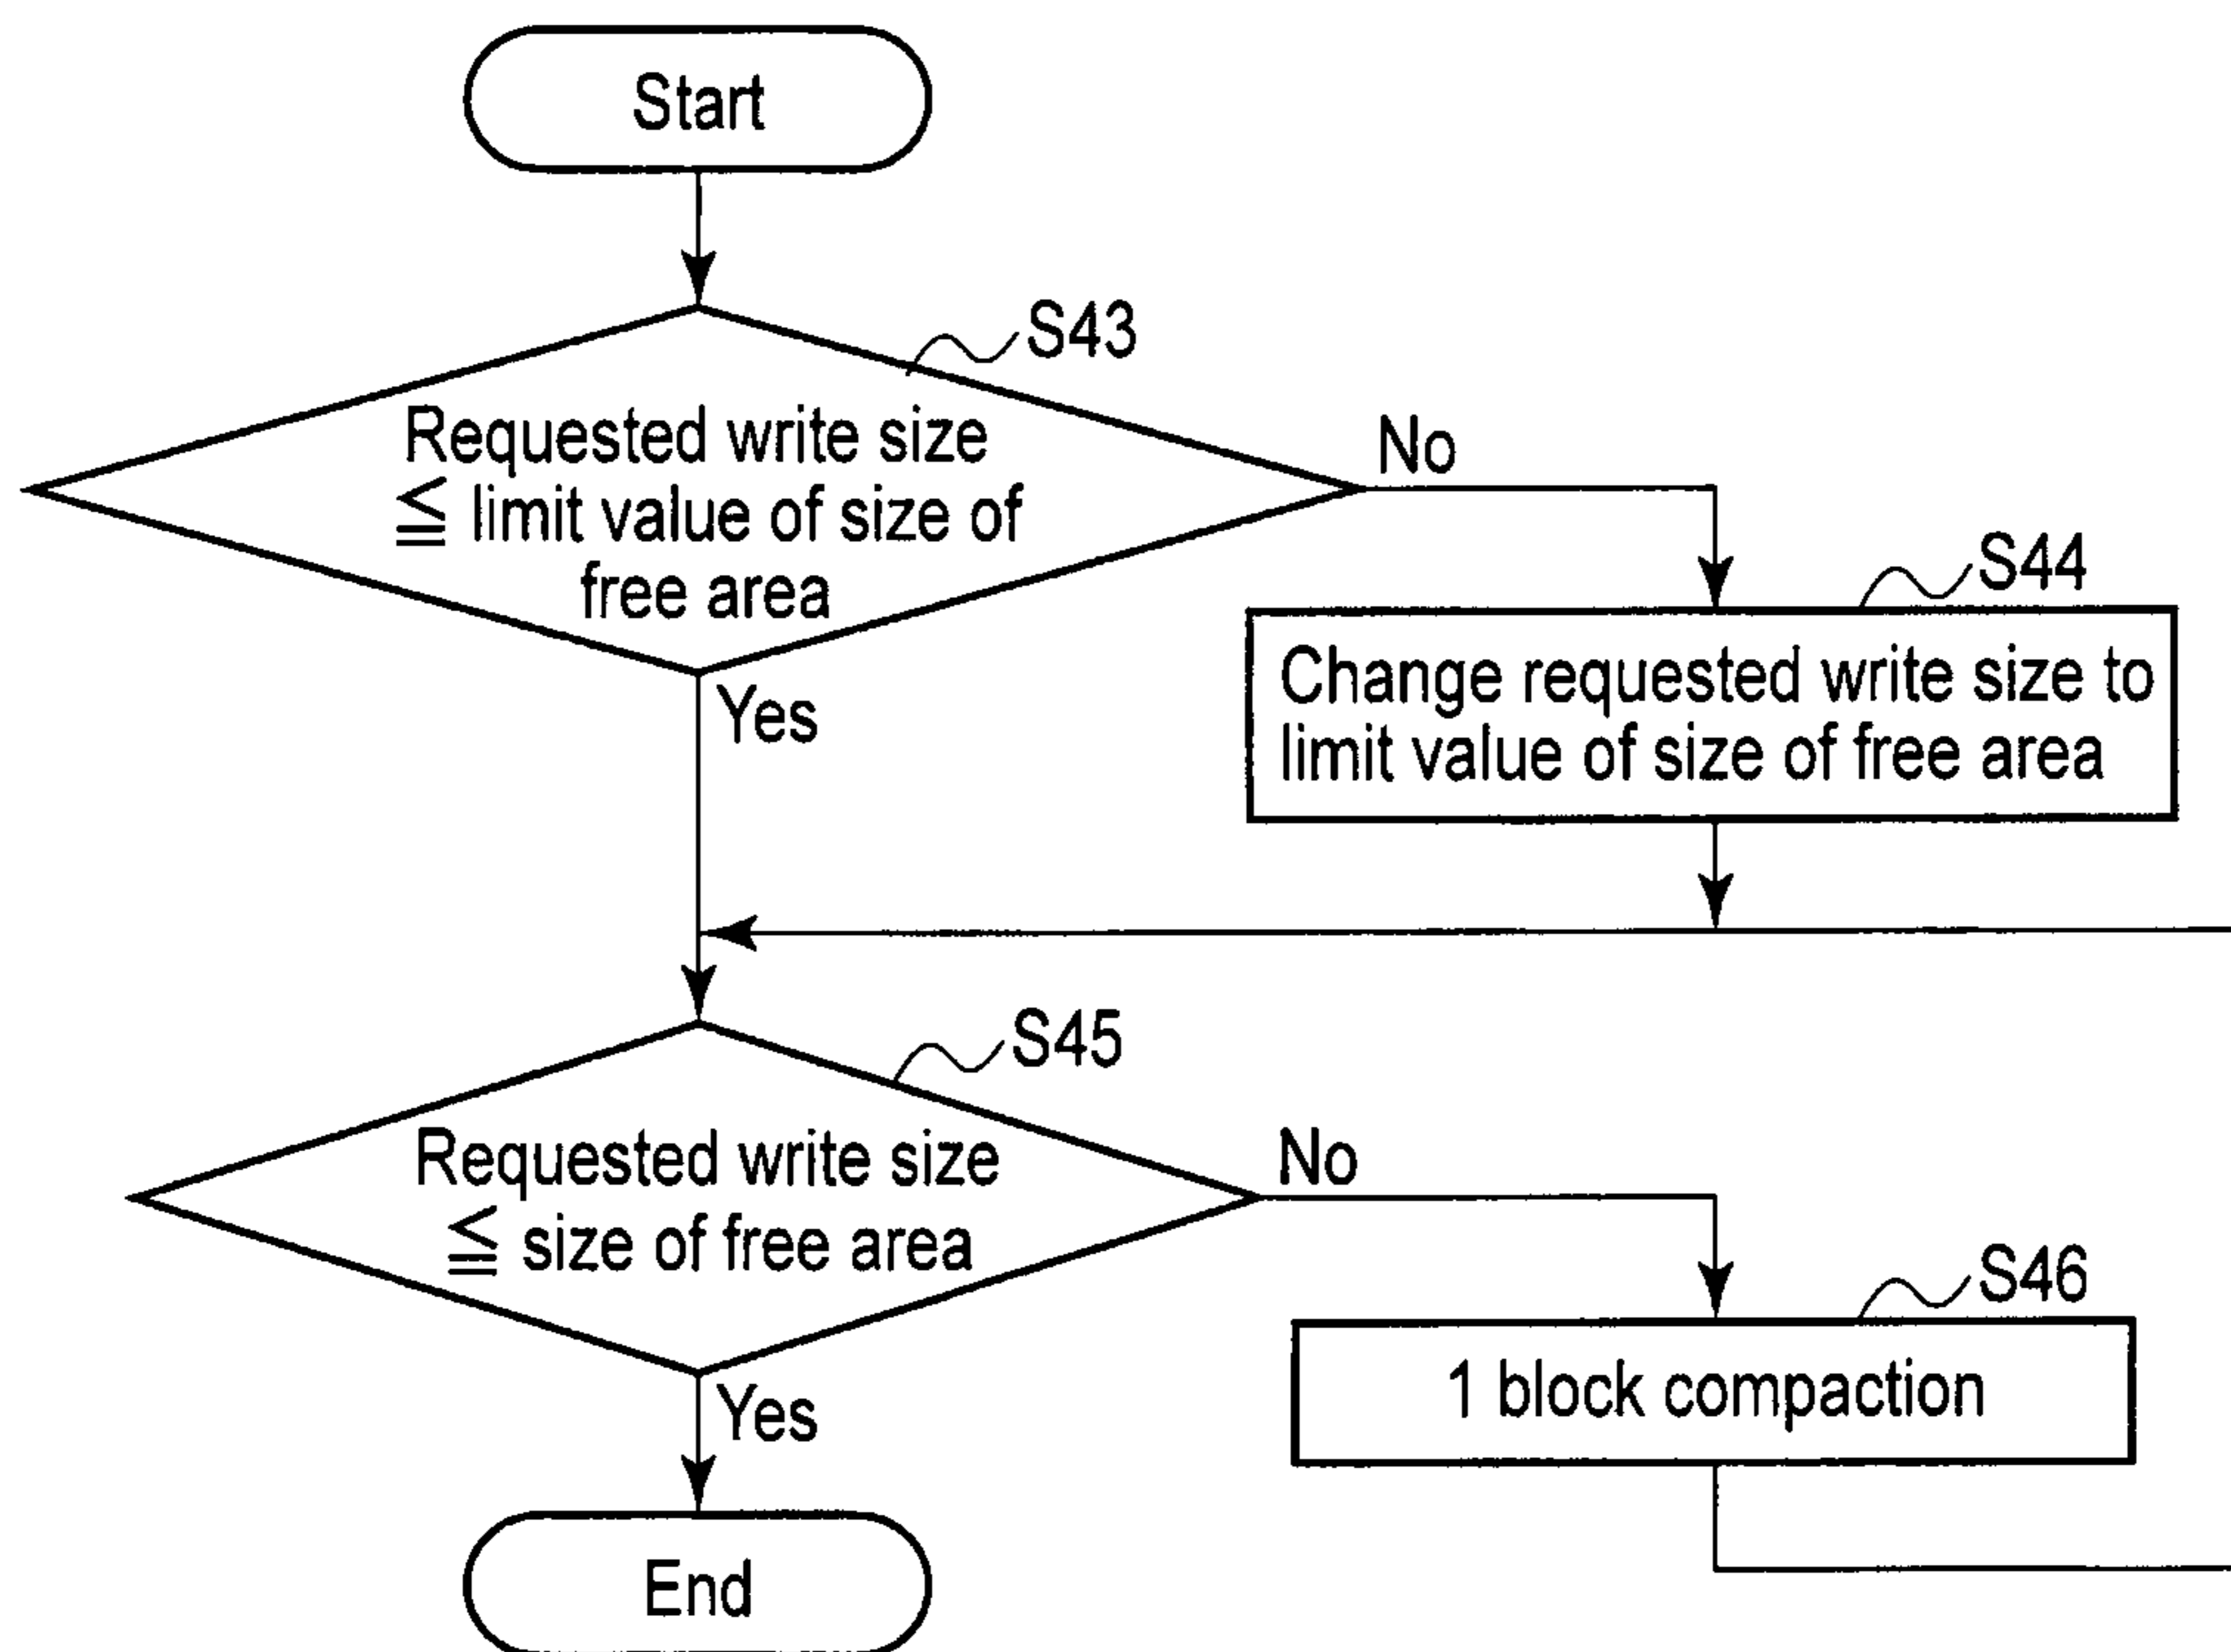 Start
S43
Requested write size
≦ limit value of size of
free area
No
Yes
S44
Change requested write size to
limit value of size of free area
S45
Requested write size
≦ size of free area
No
Yes
S46
1 block compaction
End